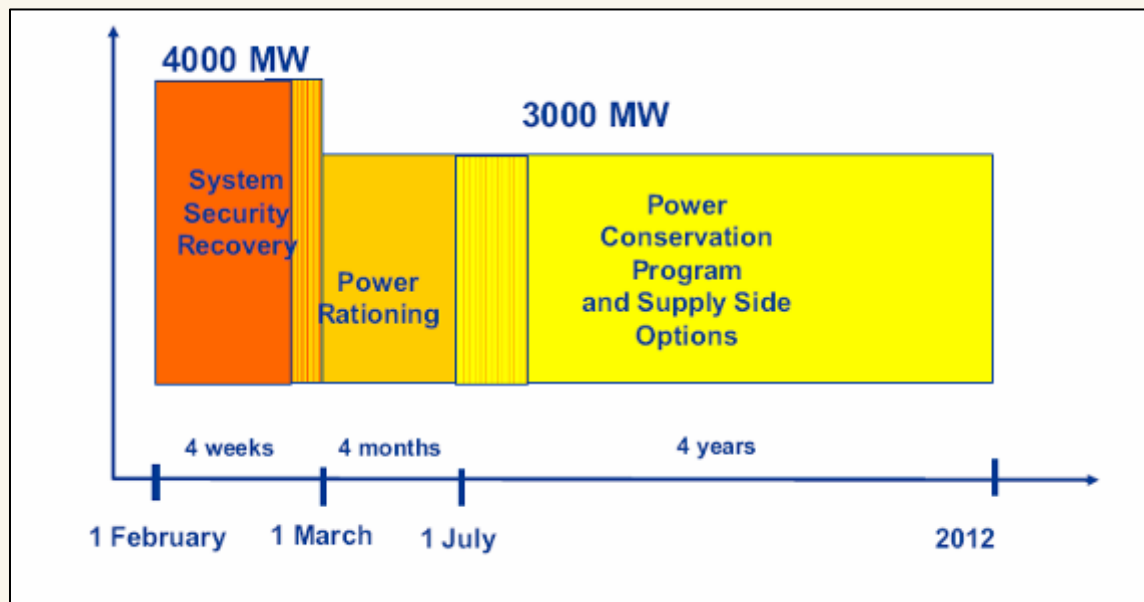 4000 MW
3000 MW
System
Security
Recovery
Power
Rationing
Power
Conservation
Program
and Supply Side
Options
4 weeks
4 months
4 years
1 February
1 March
1 July
2012